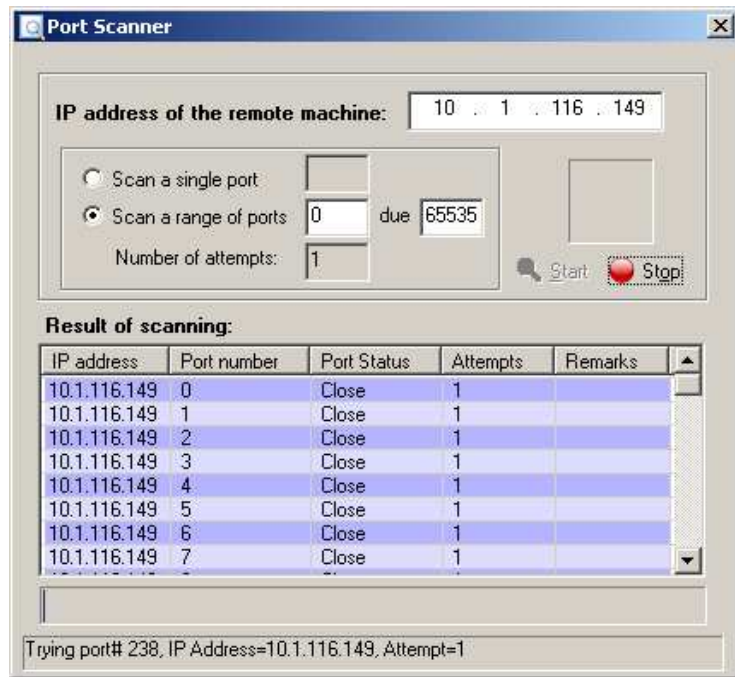 Port Scanner
IP address of the remote machine: 10 . 1 . 116 . 149
Scan a single port
Scan a range of ports 0 due 65535
Number of attempts: 1
Start Stop
Result of scanning:
IP address Port number Port Status Attempts Remarks
10.1.116.149 0 Close 1
10.1.116.149 1 Close 1
10.1.116.149 2 Close 1
10.1.116.149 3 Close 1
10.1.116.149 4 Close 1
10.1.116.149 5 Close 1
10.1.116.149 6 Close 1
10.1.116.149 7 Close 1
Trying port# 238, IP Address=10.1.116.149, Attempt=1